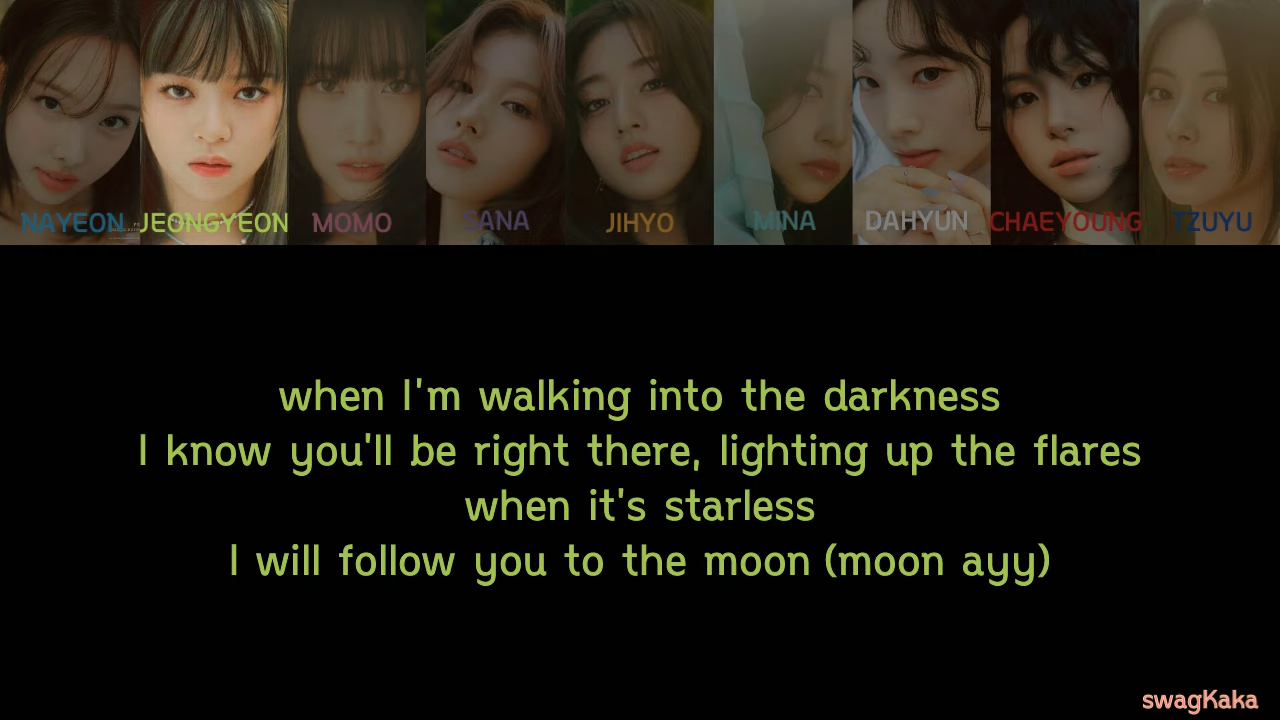 NAYEON JEONGYEON MOMO SANA JIHYO MINA DAHYUN CHAEYOUNG TZUYU
when I'm walking into the darkness
I know you'll be right there, lighting up the flares
when it's starless
I will follow you to the moon (moon ayy)
swagKaka